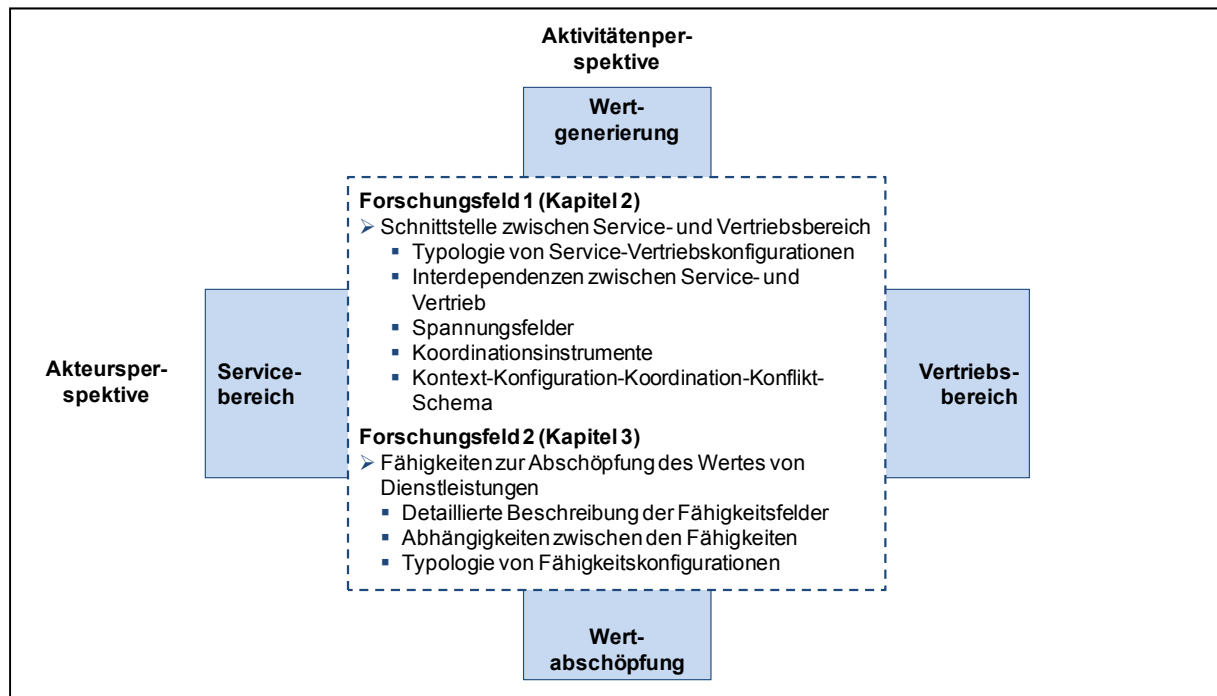 Aktivitätenper-
spektive
Wert-
generierung
Forschungsfeld 1 (Kapitel 2)
➢ Schnittstelle zwischen Service- und Vertriebsbereich
▪ Typologie von Service-Vertriebskonfigurationen
▪ Interdependenzen zwischen Service- und
Vertrieb
▪ Spannungsfelder
▪ Koordinationsinstrumente
▪ Kontext-Konfiguration-Koordination-Konflikt-
Schema
Akteursper-
spektive
Service-
bereich
Vertriebs-
bereich
Forschungsfeld 2 (Kapitel 3)
➢ Fähigkeiten zur Abschöpfung des Wertes von
Dienstleistungen
▪ Detaillierte Beschreibung der Fähigkeitsfelder
▪ Abhängigkeiten zwischen den Fähigkeiten
▪ Typologie von Fähigkeitskonfigurationen
Wert-
abschöpfung